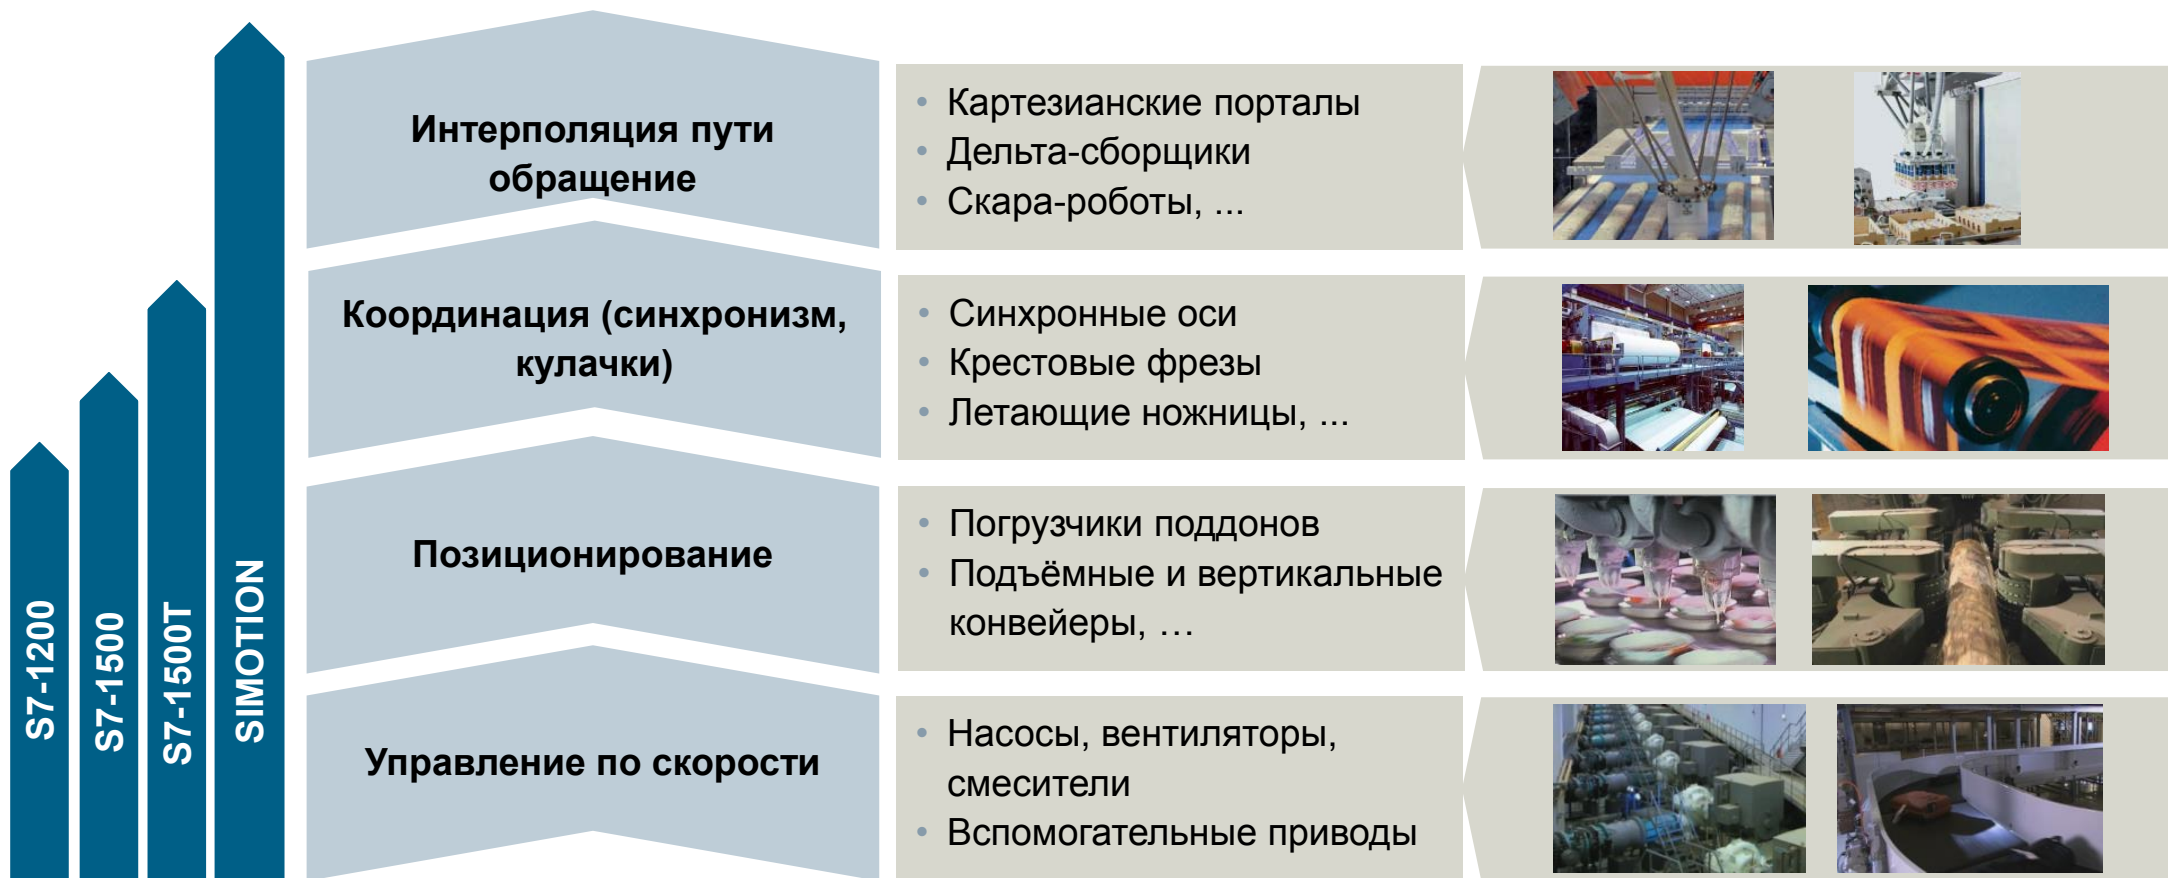 S7-1200
S7-1500
S7-1500T
SIMOTION
Интерполяция пути
обращение
• Картезианские порталы
• Дельта-сборщики
• Скара-роботы, ...
Координация (синхронизм,
кулачки)
• Синхронные оси
• Крестовые фрезы
• Летающие ножницы, ...
Позиционирование
• Погрузчики поддонов
• Подъёмные и вертикальные
конвейеры, …
Управление по скорости
• Насосы, вентиляторы,
смесители
• Вспомогательные приводы